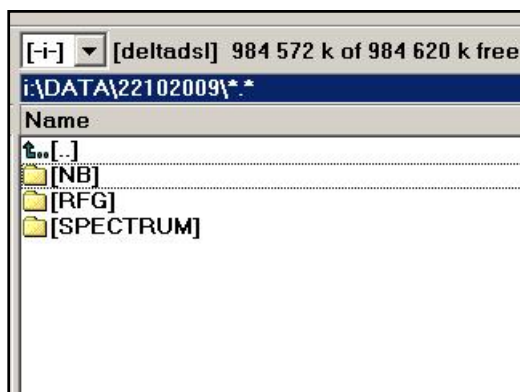 [-i-] [deltadsl] 984 572 k of 984 620 k free
i:\DATA\22102009\*.*
Name
[..]
[NB]
[RFG]
[SPECTRUM]